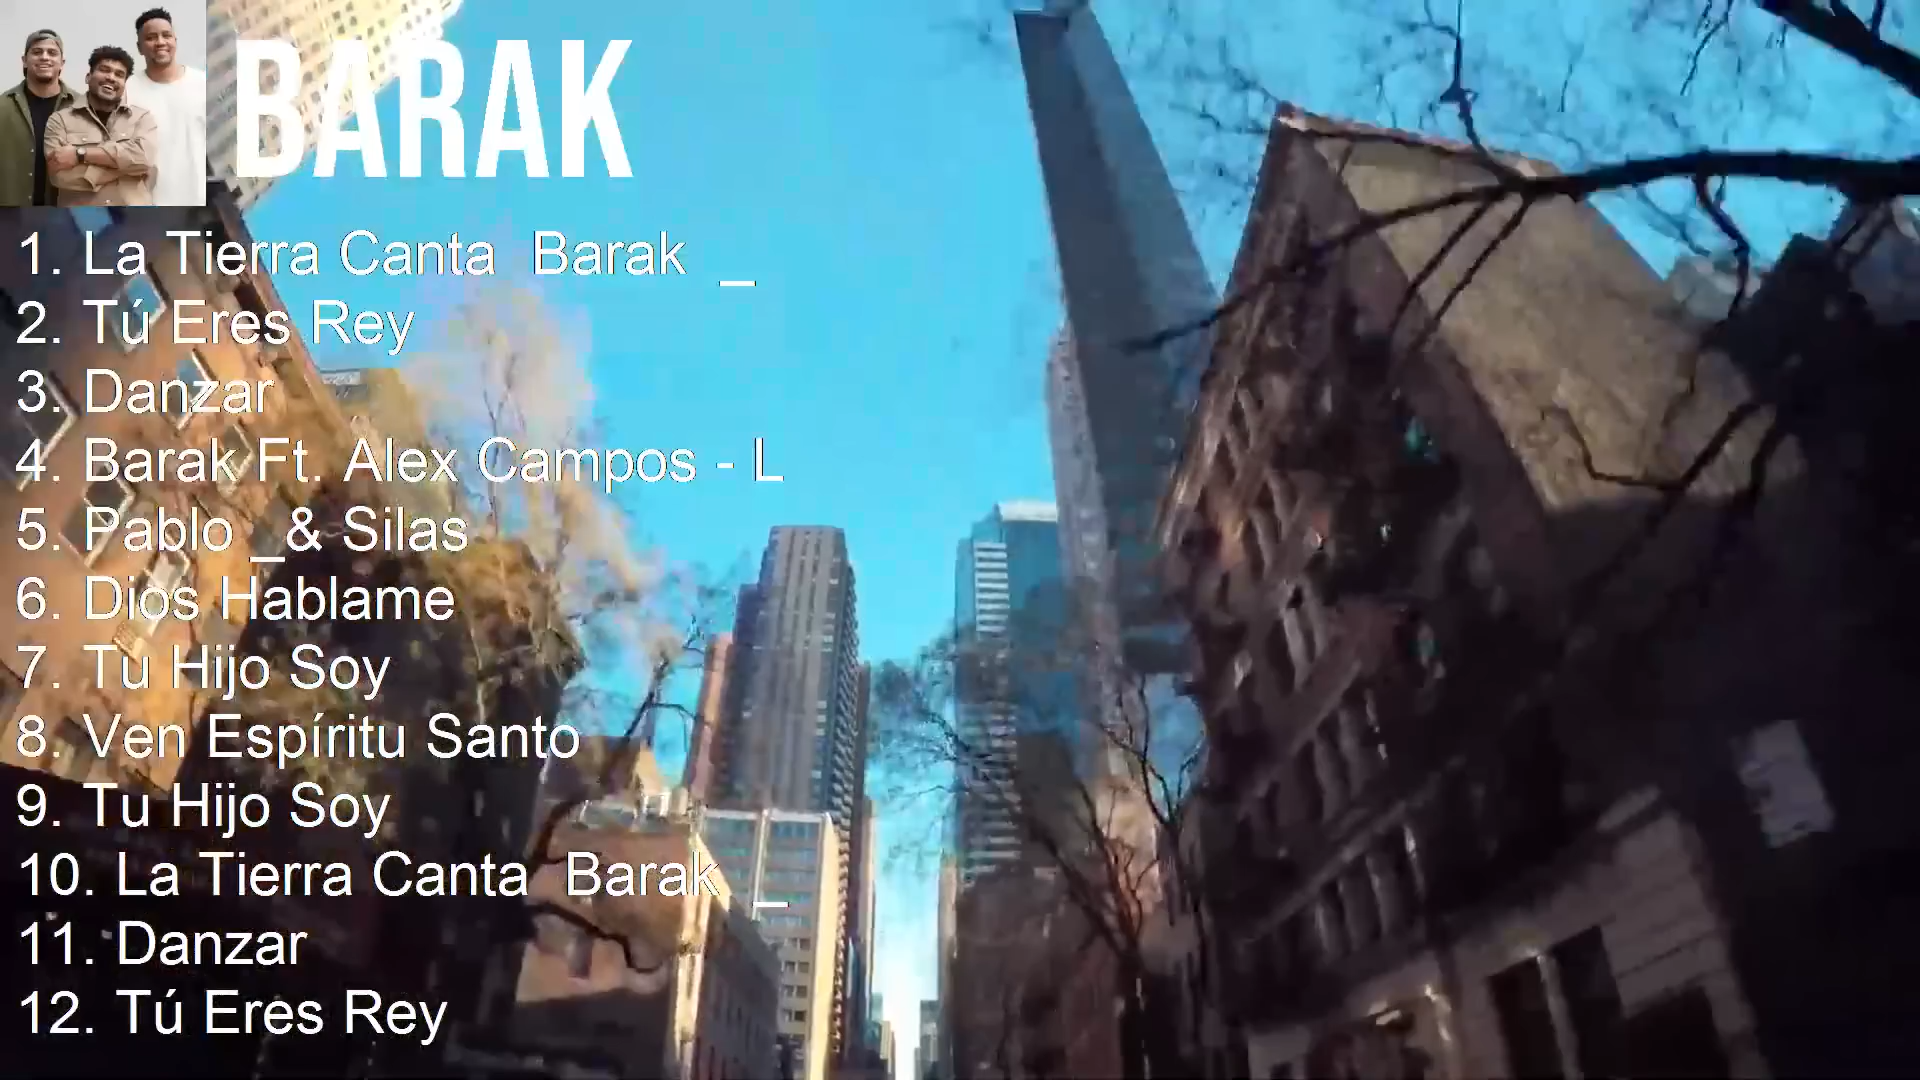 BARAK
1. La Tierra Canta  Barak  _
2. Tú Eres Rey
3. Danzar
4. Barak Ft. Alex Campos - L
5. Pablo _& Silas
6. Dios Hablame
7. Tu Hijo Soy
8. Ven Espíritu Santo
9. Tu Hijo Soy
10. La Tierra Canta  Barak  _
11. Danzar
12. Tú Eres Rey